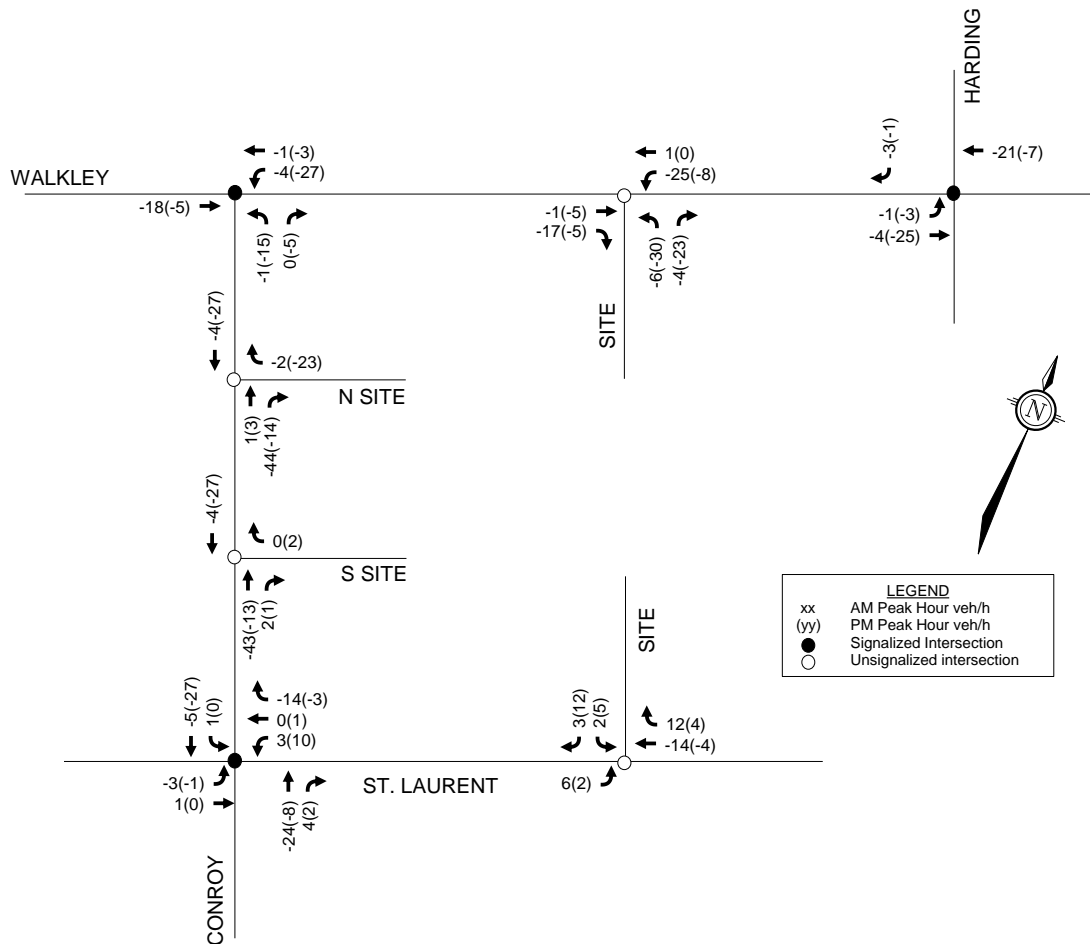 HARDING
-1(-3)
-4(-27)
WALKLEY
-18(-5)
-1(-15)
0(-5)
1(0)
-25(-8)
-1(-5)
-17(-5)
-6(-30)
-4(-23)
SITE
-3(-1)
-21(-7)
-1(-3)
-4(-25)
-4(-27)
-2(-23)
N SITE
1(3)
-44(-14)
N
-4(-27)
0(2)
S SITE
-43(-13)
2(1)
LEGEND
xx AM Peak Hour veh/h
(yy) PM Peak Hour veh/h
Signalized Intersection
Unsignalized intersection
-5(-27)
1(0)
-14(-3)
0(1)
3(10)
-3(-1)
1(0)
-24(-8)
4(2)
ST. LAURENT
CONROY
SITE
3(12)
2(5)
12(4)
-14(-4)
6(2)